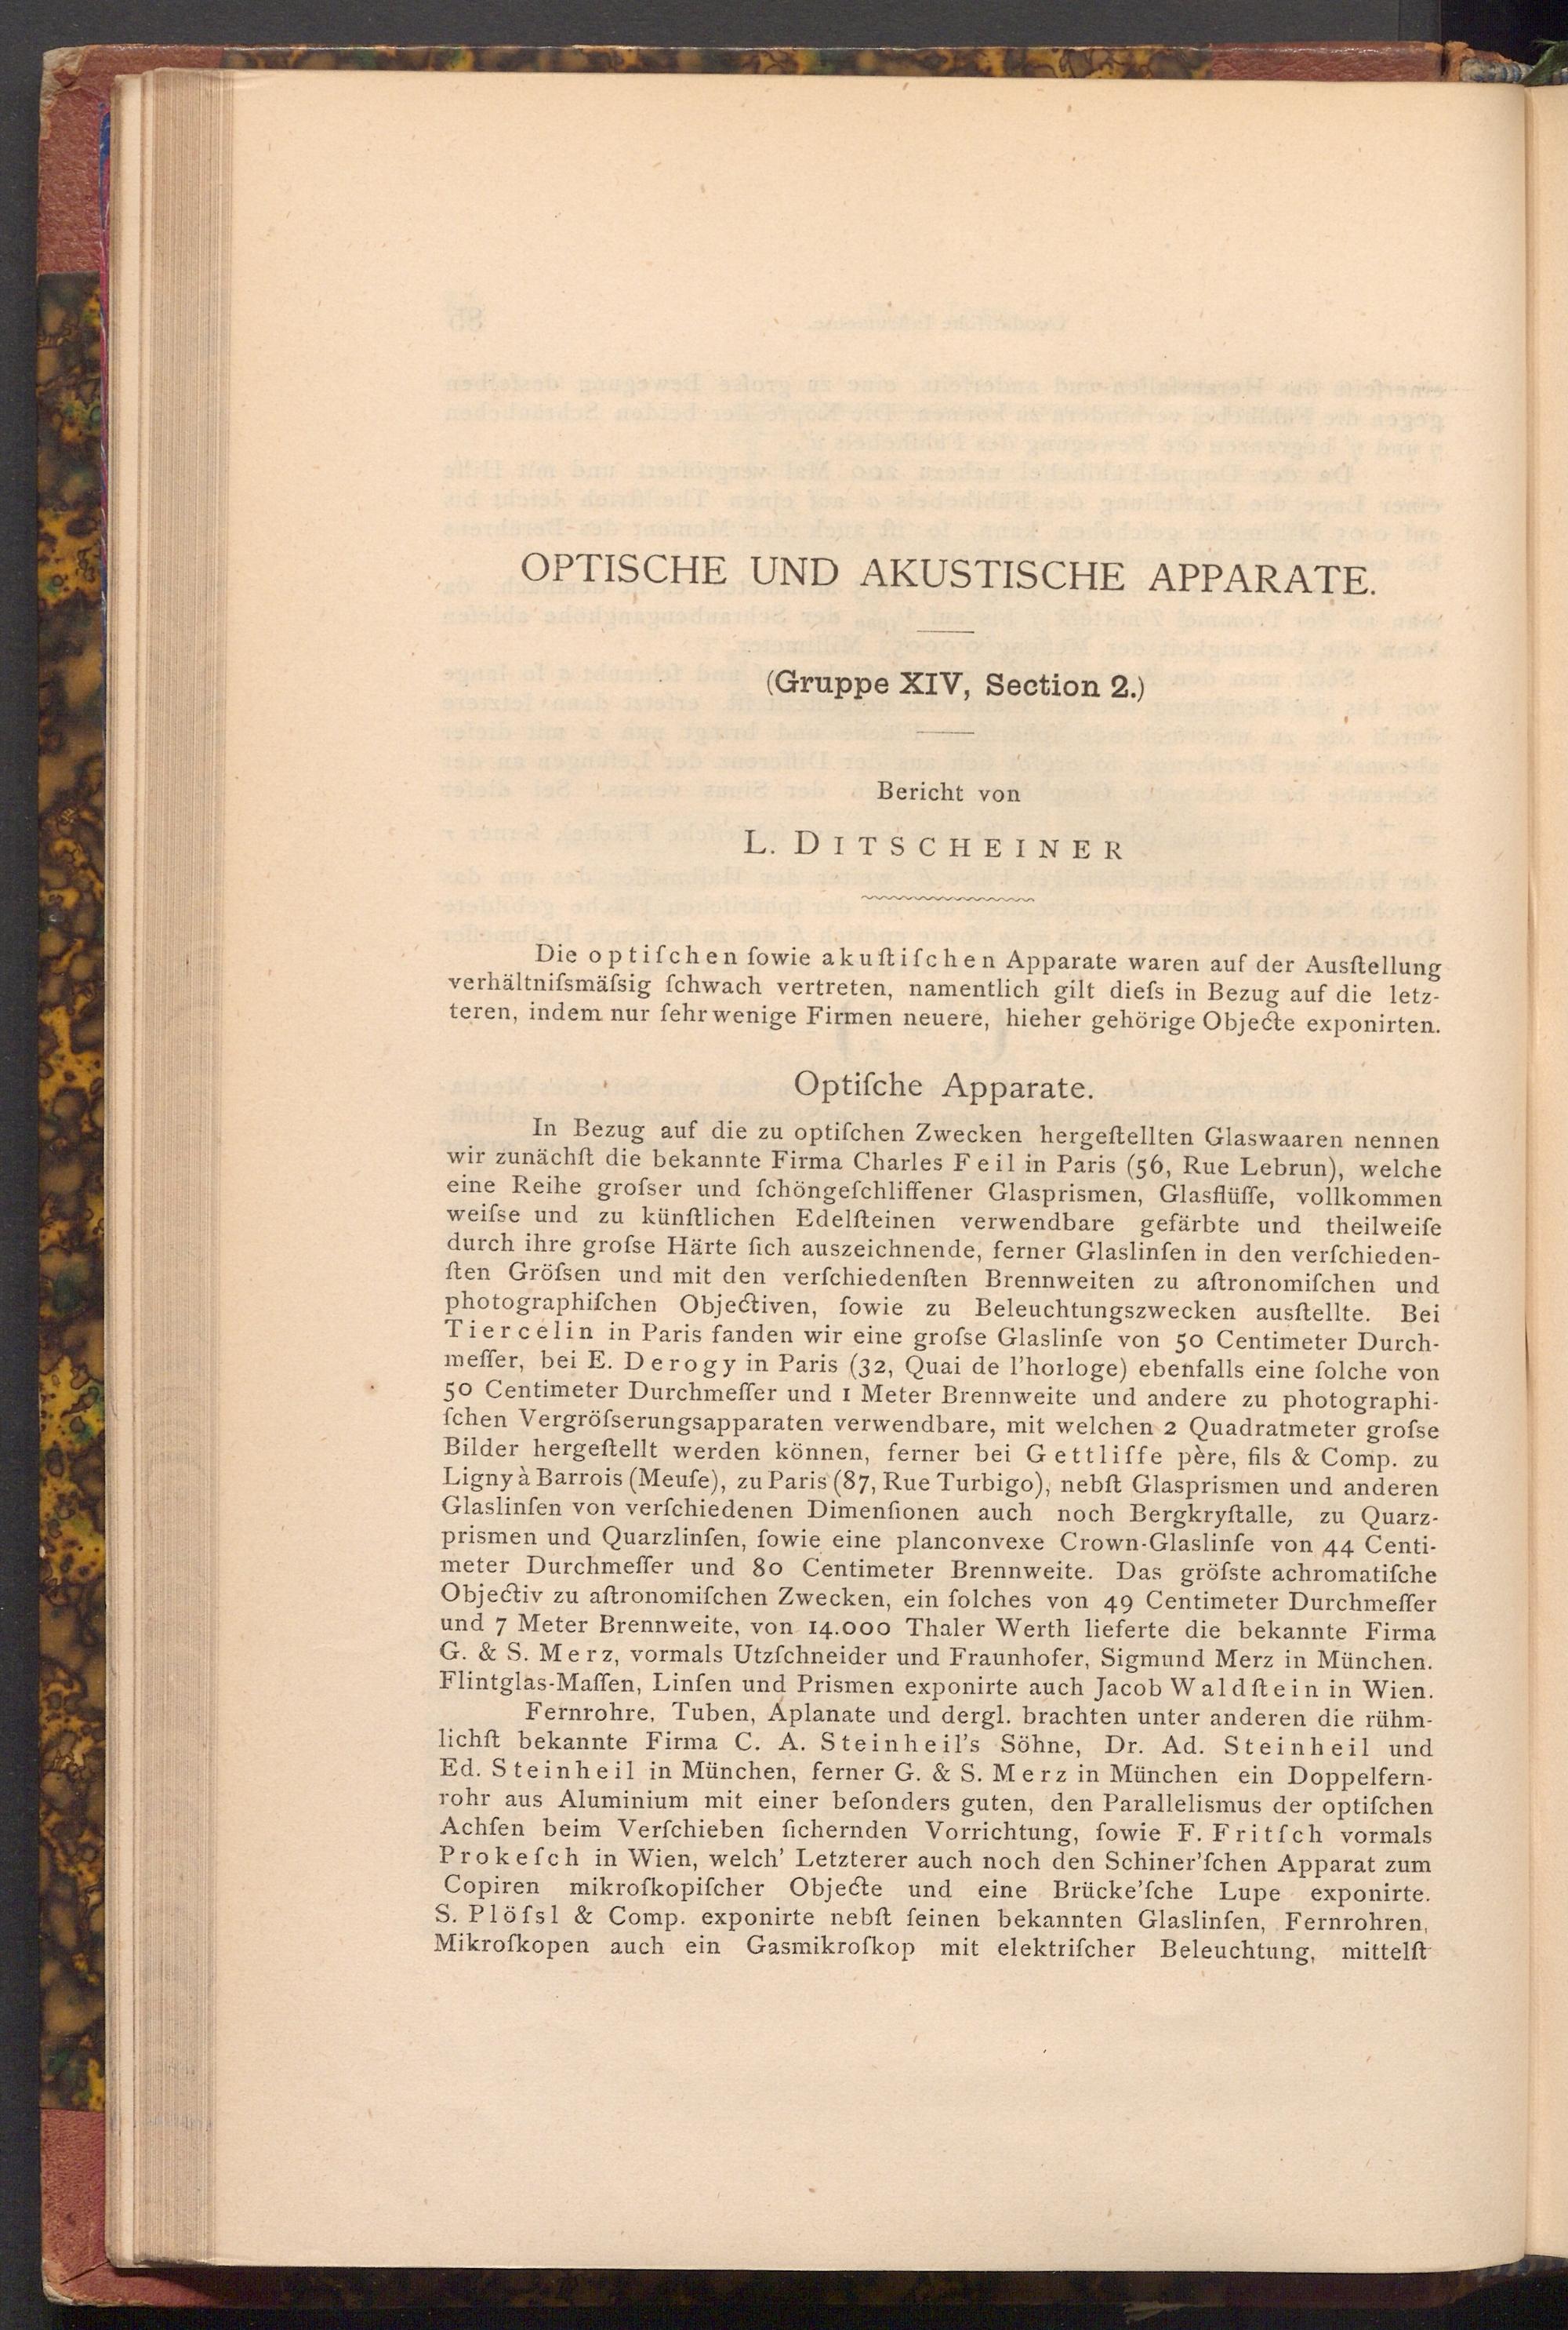 OPTISCHE UND AKUSTISCHE APPARATE.
(Gruppe XIV, Section 2.)
Bericht von
L. DITSCHEINER
Die optiſchen ſowie akuſtiſchen Apparate waren auf der Ausſtellung
verhältniſsmäſsig ſchwach vertreten, namentlich gilt dieſs in Bezug auf die letz-
teren, indem nur ſehr wenige Firmen neuere, hieher gehörige Objecte exponirten.
Optiſche Apparate.
In Bezug auf die zu optiſchen Zwecken hergeſtellten Glaswaaren nennen
wir zunächſt die bekannte Firma Charles Feil in Paris (56, Rue Lebrun), welche
eine Reihe groſser und ſchöngeſchliffener Glasprismen, Glasflüſſe, vollkommen
weiſse und zu künſtlichen Edelſteinen verwendbare gefärbte und theilweiſe
durch ihre groſse Härte ſich auszeichnende, ferner Glaslinſen in den verſchieden-
ſten Gröſsen und mit den verſchiedenſten Brennweiten zu aſtronomiſchen und
photographiſchen Objectiven, ſowie zu Beleuchtungszwecken ausſtellte. Bei
Tiercelin in Paris fanden wir eine groſse Glaslinſe von 50 Centimeter Durch-
meſſer, bei E. Derogy in Paris (32, Quai de l'horloge) ebenfalls eine ſolche von
50 Centimeter Durchmeſſer und 1 Meter Brennweite und andere zu photographi-
ſchen Vergröſserungsapparaten verwendbare, mit welchen 2 Quadratmeter groſse
Bilder hergeſtellt werden können, ferner bei Gettliffe père, fils & Comp. zu
Ligny à Barrois (Meuſe), zu Paris (87, Rue Turbigo), nebſt Glasprismen und anderen
Glaslinſen von verſchiedenen Dimenſionen auch noch Bergkryſtalle, zu Quarz-
prismen und Quarzlinſen, ſowie eine planconvexe Crown-Glaslinſe von 44 Centi-
meter Durchmeſſer und 80 Centimeter Brennweite. Das gröſste achromatiſche
Objectiv zu aſtronomiſchen Zwecken, ein ſolches von 49 Centimeter Durchmeſſer
und 7 Meter Brennweite, von 14.000 Thaler Werth lieferte die bekannte Firma
G. & S. Merz, vormals Utzſchneider und Fraunhofer, Sigmund Merz in München.
Flintglas-Maſſen, Linſen und Prismen exponirte auch Jacob Waldſtein in Wien.
Fernrohre, Tuben, Aplanate und dergl. brachten unter anderen die rühm-
lichſt bekannte Firma C. A. Steinheil's Söhne, Dr. Ad. Steinheil und
Ed. Steinheil in München, ferner G. & S. Merz in München ein Doppelfern-
rohr aus Aluminium mit einer beſonders guten, den Parallelismus der optiſchen
Achſen beim Verſchieben ſichernden Vorrichtung, ſowie F. Fritſch vormals
Prokeſch in Wien, welch' Letzterer auch noch den Schiner'ſchen Apparat zum
Copiren mikroſkopiſcher Objecte und eine Brücke'ſche Lupe exponirte.
S. Plöſsl & Comp. exponirte nebſt ſeinen bekannten Glaslinſen, Fernrohren,
Mikroſkopen auch ein Gasmikroſkop mit elektriſcher Beleuchtung, mittelſt